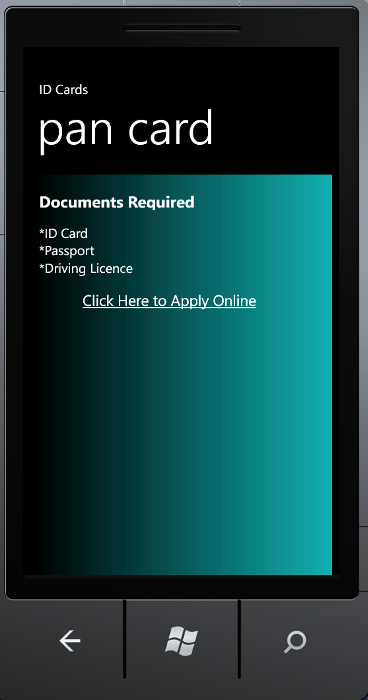 ID Cards
pan card
Documents Required
*ID Card
*Passport
*Driving Licence
Click Here to Apply Online